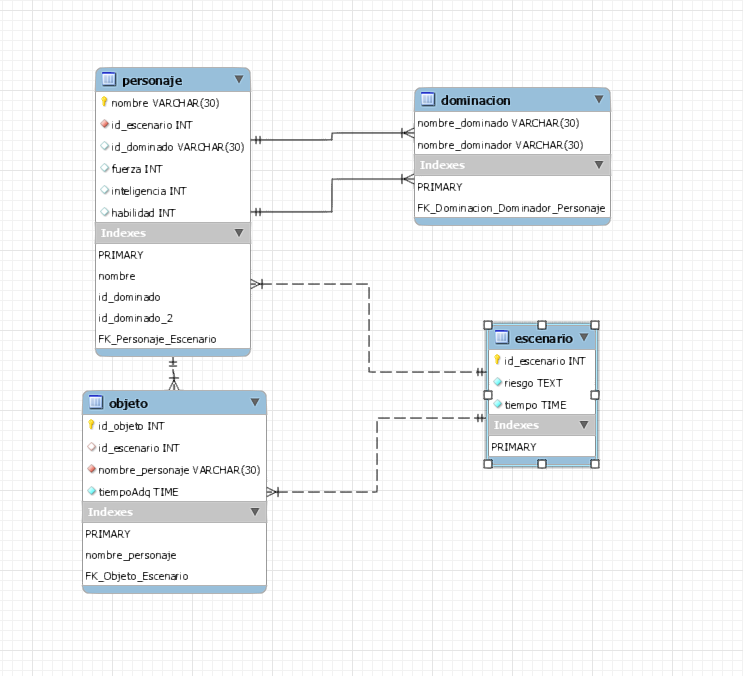 personaje
nombre VARCHAR(30)
id_escenario INT
id_dominado VARCHAR(30)
fuerza INT
inteligencia INT
habilidad INT
Indexes
PRIMARY
nombre
id_dominado
id_dominado_2
FK_Personaje_Escenario
dominacion
nombre_dominado VARCHAR(30)
nombre_dominador VARCHAR(30)
Indexes
PRIMARY
FK_Dominacion_Dominador_Personaje
escenario
id_escenario INT
riesgo TEXT
tiempo TIME
Indexes
PRIMARY
objeto
id_objeto INT
id_escenario INT
nombre_personaje VARCHAR(30)
tiempoAdq TIME
Indexes
PRIMARY
nombre_personaje
FK_Objeto_Escenario